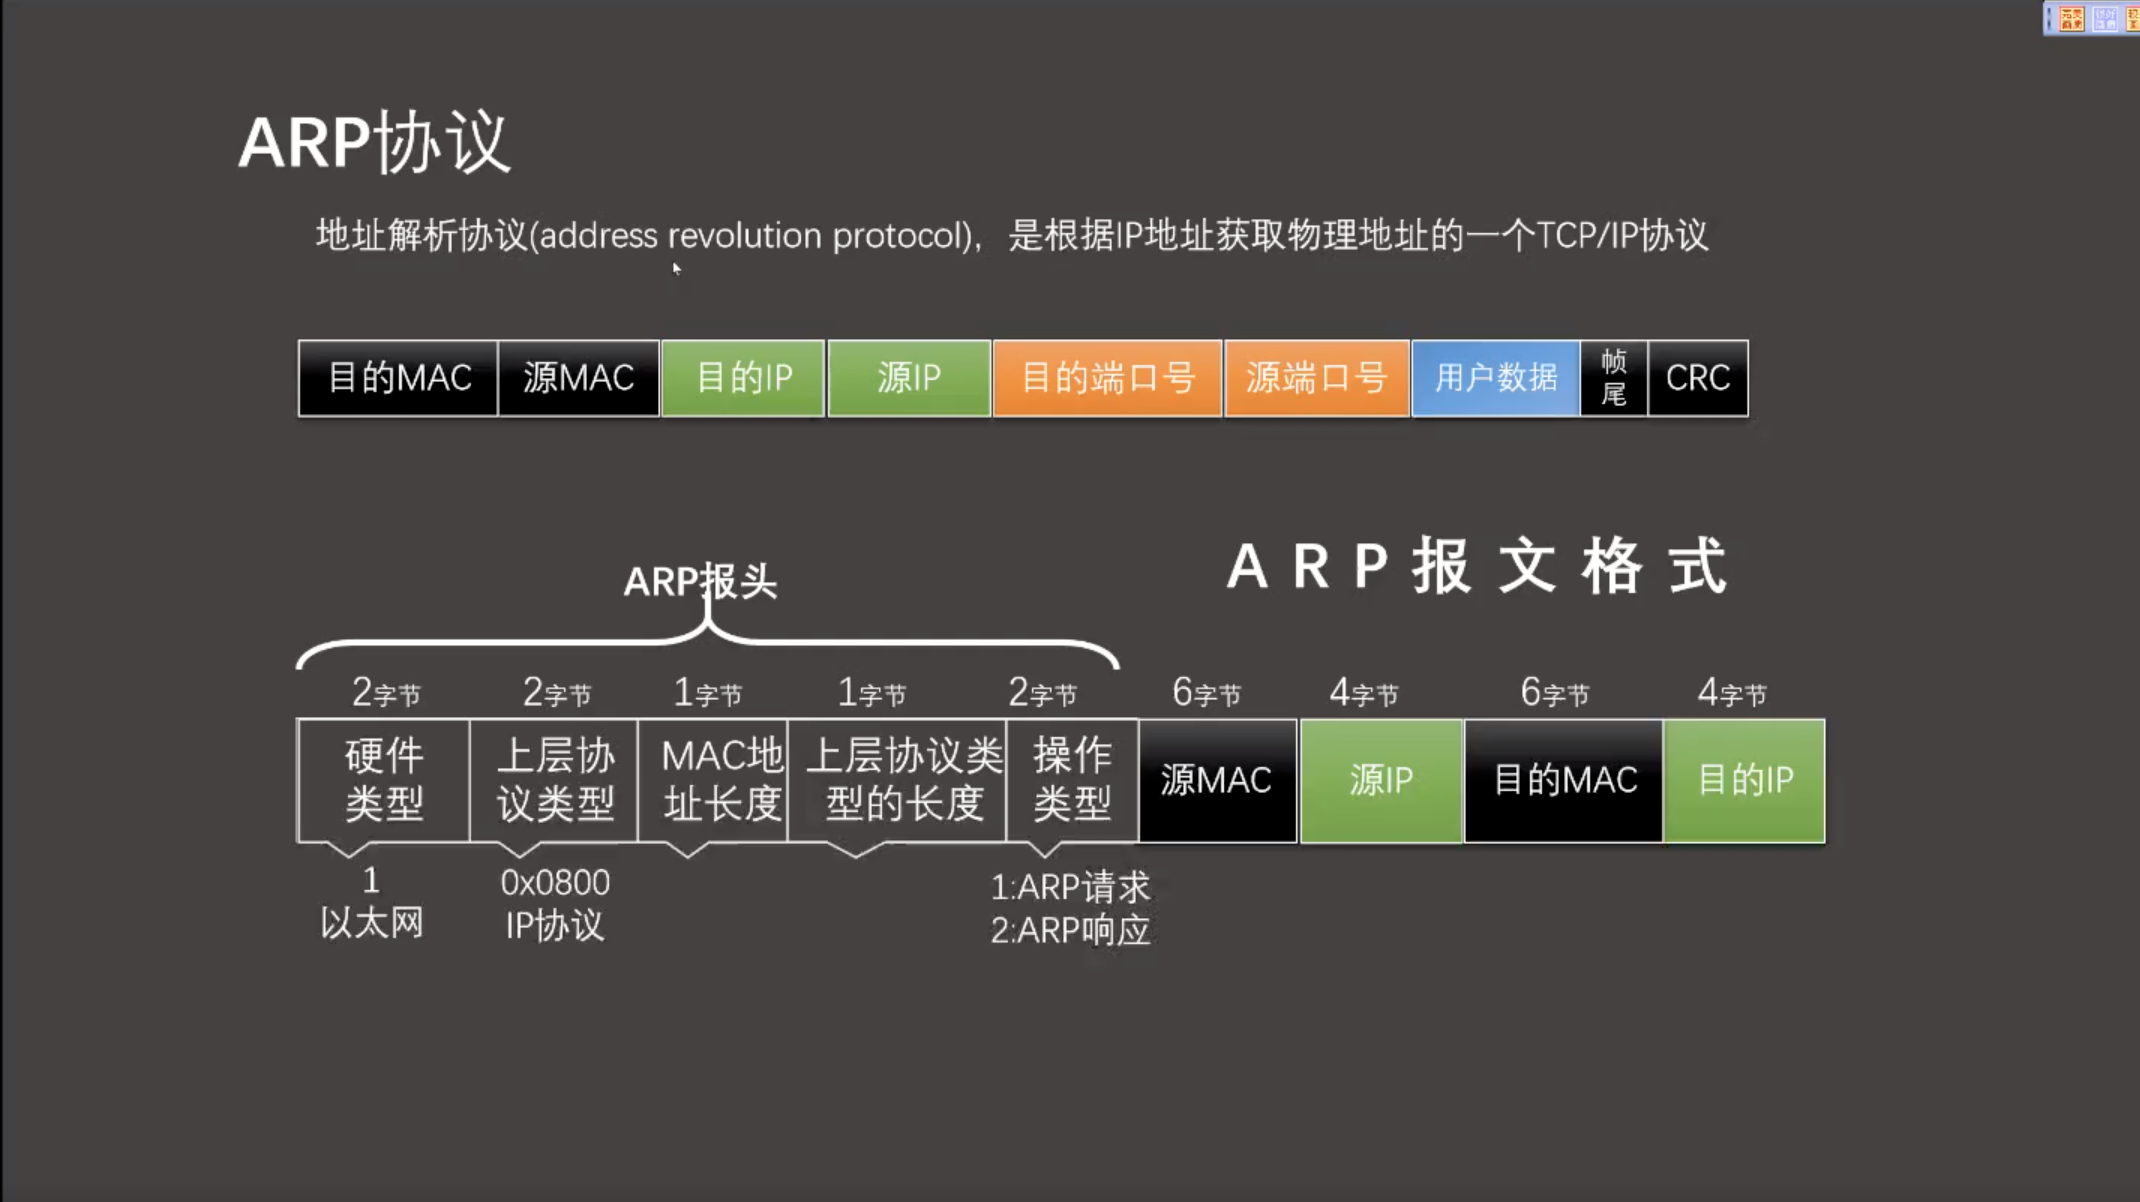 ARP协议
地址解析协议(address revolution protocol)，是根据IP地址获取物理地址的一个TCP/IP协议
目的MAC 源MAC 目的IP 源IP 目的端口号 源端口号 用户数据 帧尾 CRC
ARP报文格式
ARP报头
2字节 2字节 1字节 1字节 2字节 6字节 4字节 6字节 4字节
硬件 上层协 MAC地 上层协议类 操作
类型 议类型 址长度 型的长度 类型
源MAC 源IP 目的MAC 目的IP
1 0x0800 1:ARP请求
以太网 IP协议 2:ARP响应